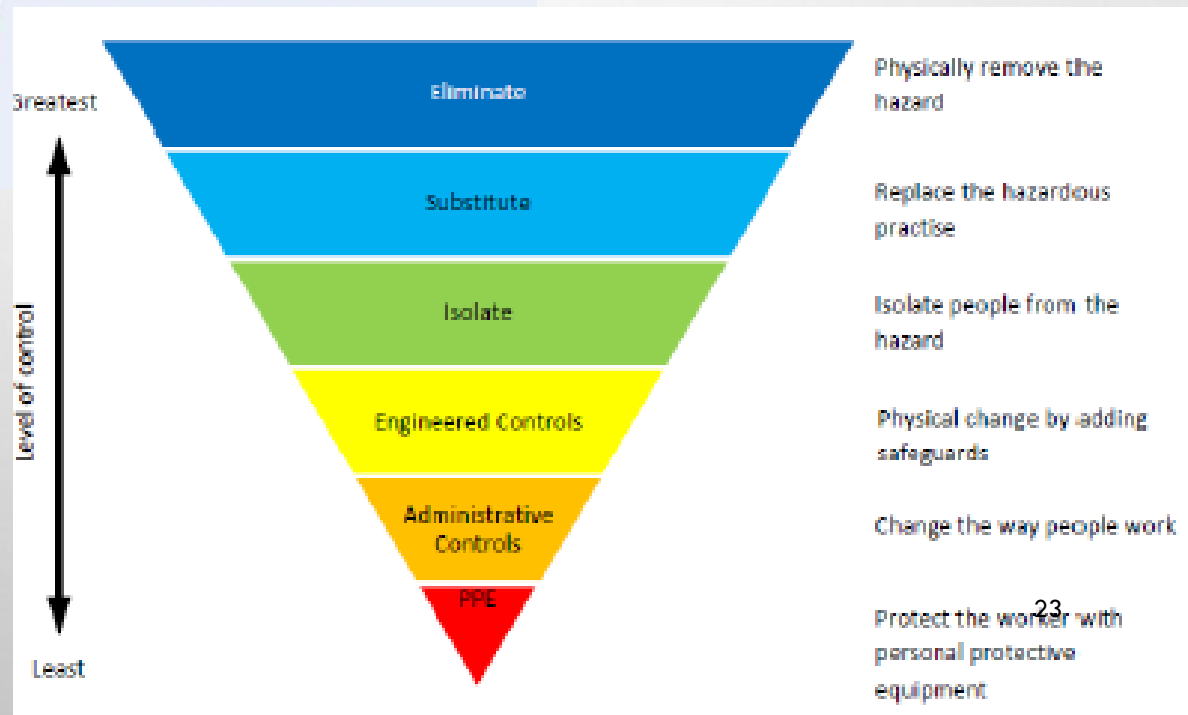 Greatest
Level of control
Least
Eliminate
Physically remove the
hazard
Substitute
Replace the hazardious
practise
Isolate
Isolate people from the
hazard
Engineered Controls
Physical change by adding
safeguards
Administrative
Controls
Change the way people work
PPE
Protect the worker with
personal protective
equipment
23